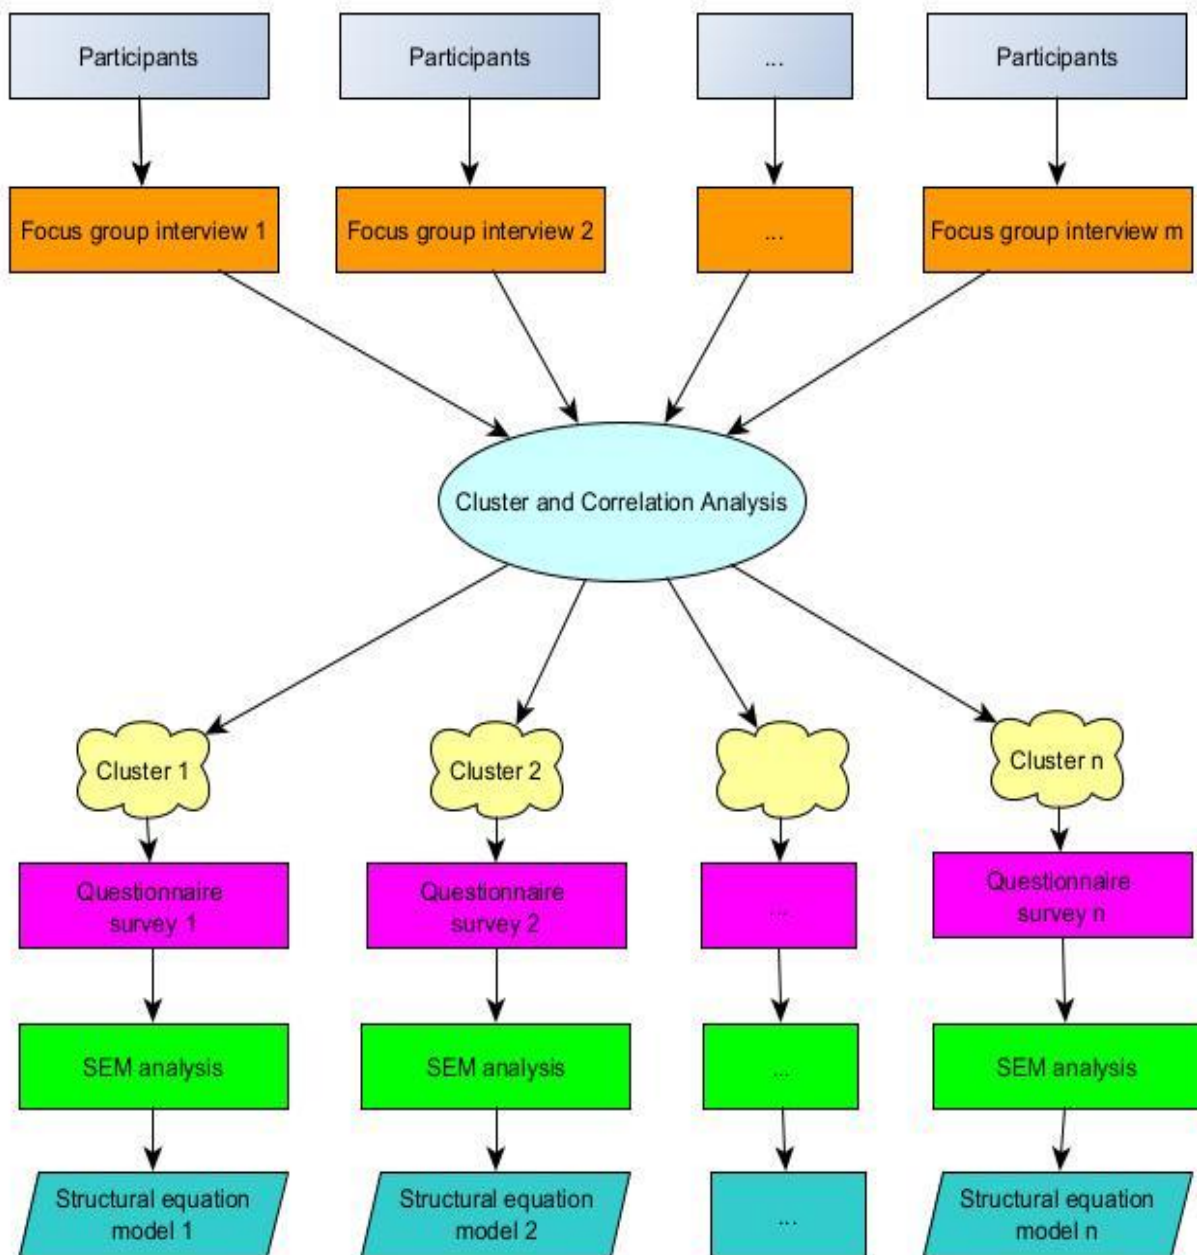 Participants
Participants
...
Participants
Focus group interview 1
Focus group interview 2
...
Focus group interview m
Cluster and Correlation Analysis
Cluster 1
Cluster 2
Cluster n
Questionnaire
survey 1
Questionnaire
survey 2
...
Questionnaire
survey n
SEM analysis
SEM analysis
...
SEM analysis
Structural equation
model 1
Structural equation
model 2
...
Structural equation
model n